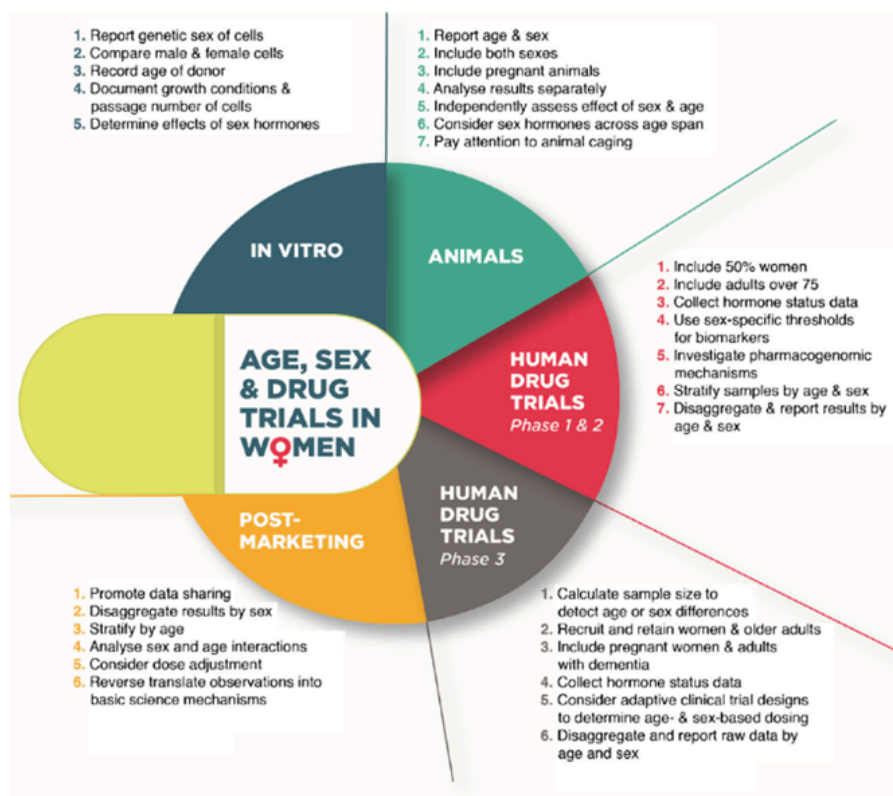 1. Report genetic sex of cells
2. Compare male & female cells
3. Record age of donor
4. Document growth conditions &
passage number of cells
5. Determine effects of sex hormones
1. Report age & sex
2. Include both sexes
3. Include pregnant animals
4. Analyse results separately
5. Independently assess effect of sex & age
6. Consider sex hormones across age span
7. Pay attention to animal caging
IN VITRO
ANIMALS
1. Include 50% women
2. Include adults over 75
3. Collect hormone status data
4. Use sex-specific thresholds
for biomarkers
5. Investigate pharmacogenomic
mechanisms
6. Stratify samples by age & sex
7. Disaggregate & report results by
age & sex
AGE, SEX
& DRUG
TRIALS IN
WOMEN
HUMAN
DRUG
TRIALS
Phase 1 & 2
HUMAN
DRUG
TRIALS
Phase 3
POST-
MARKETING
1. Promote data sharing
2. Disaggregate results by sex
3. Stratify by age
4. Analyse sex and age interactions
5. Consider dose adjustment
6. Reverse translate observations into
basic science mechanisms
1. Calculate sample size to
detect age or sex differences
2. Recruit and retain women & older adults
3. Include pregnant women & adults
with dementia
4. Collect hormone status data
5. Consider adaptive clinical trial designs
to determine age- & sex-based dosing
6. Disaggregate and report raw data by
age and sex